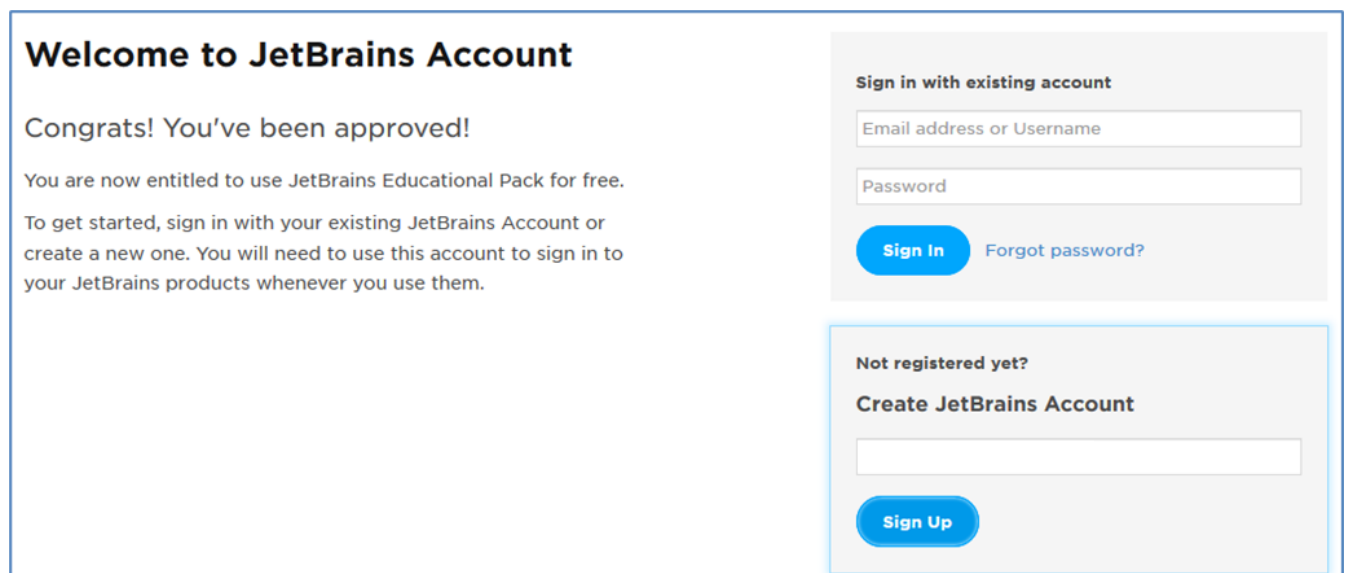 Welcome to JetBrains Account
Congrats! You've been approved!
You are now entitled to use JetBrains Educational Pack for free.
To get started, sign in with your existing JetBrains Account or
create a new one. You will need to use this account to sign in to
your JetBrains products whenever you use them.
Sign in with existing account
Email address or Username
Password
Sign In
Forgot password?
Not registered yet?
Create JetBrains Account
Sign Up